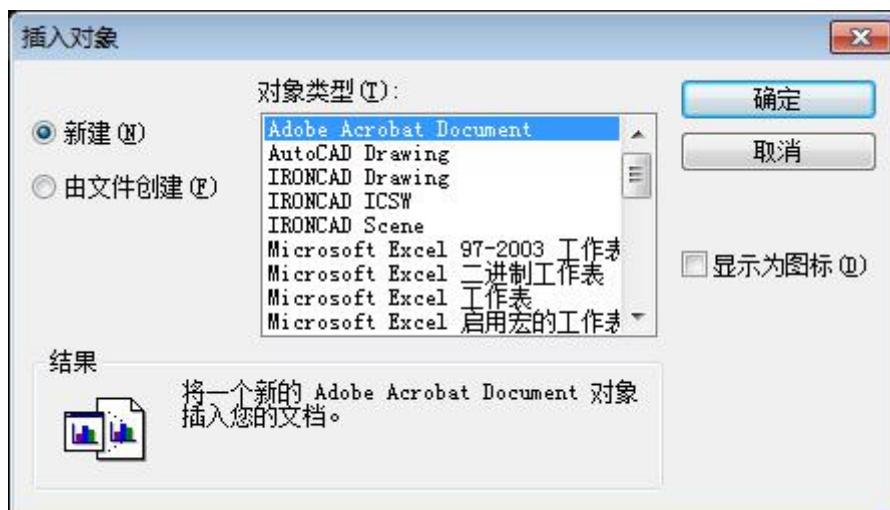 插入对象
对象类型(T):
新建(N)
由文件创建(F)
Adobe Acrobat Document
AutoCAD Drawing
IRONCAD Drawing
IRONCAD ICSW
IRONCAD Scene
Microsoft Excel 97-2003 工作表
Microsoft Excel 二进制工作表
Microsoft Excel 工作表
Microsoft Excel 启用宏的工作表
确定
取消
显示为图标(D)
结果
将一个新的 Adobe Acrobat Document 对象
插入您的文档。